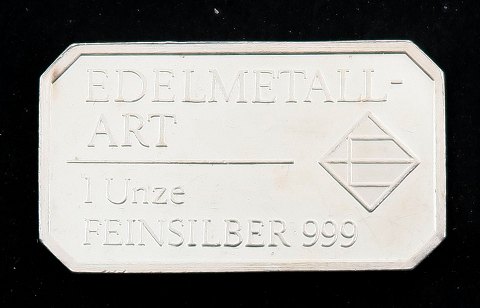 EDELMETALL-
ART
1 Unze
FEINSILBER 999